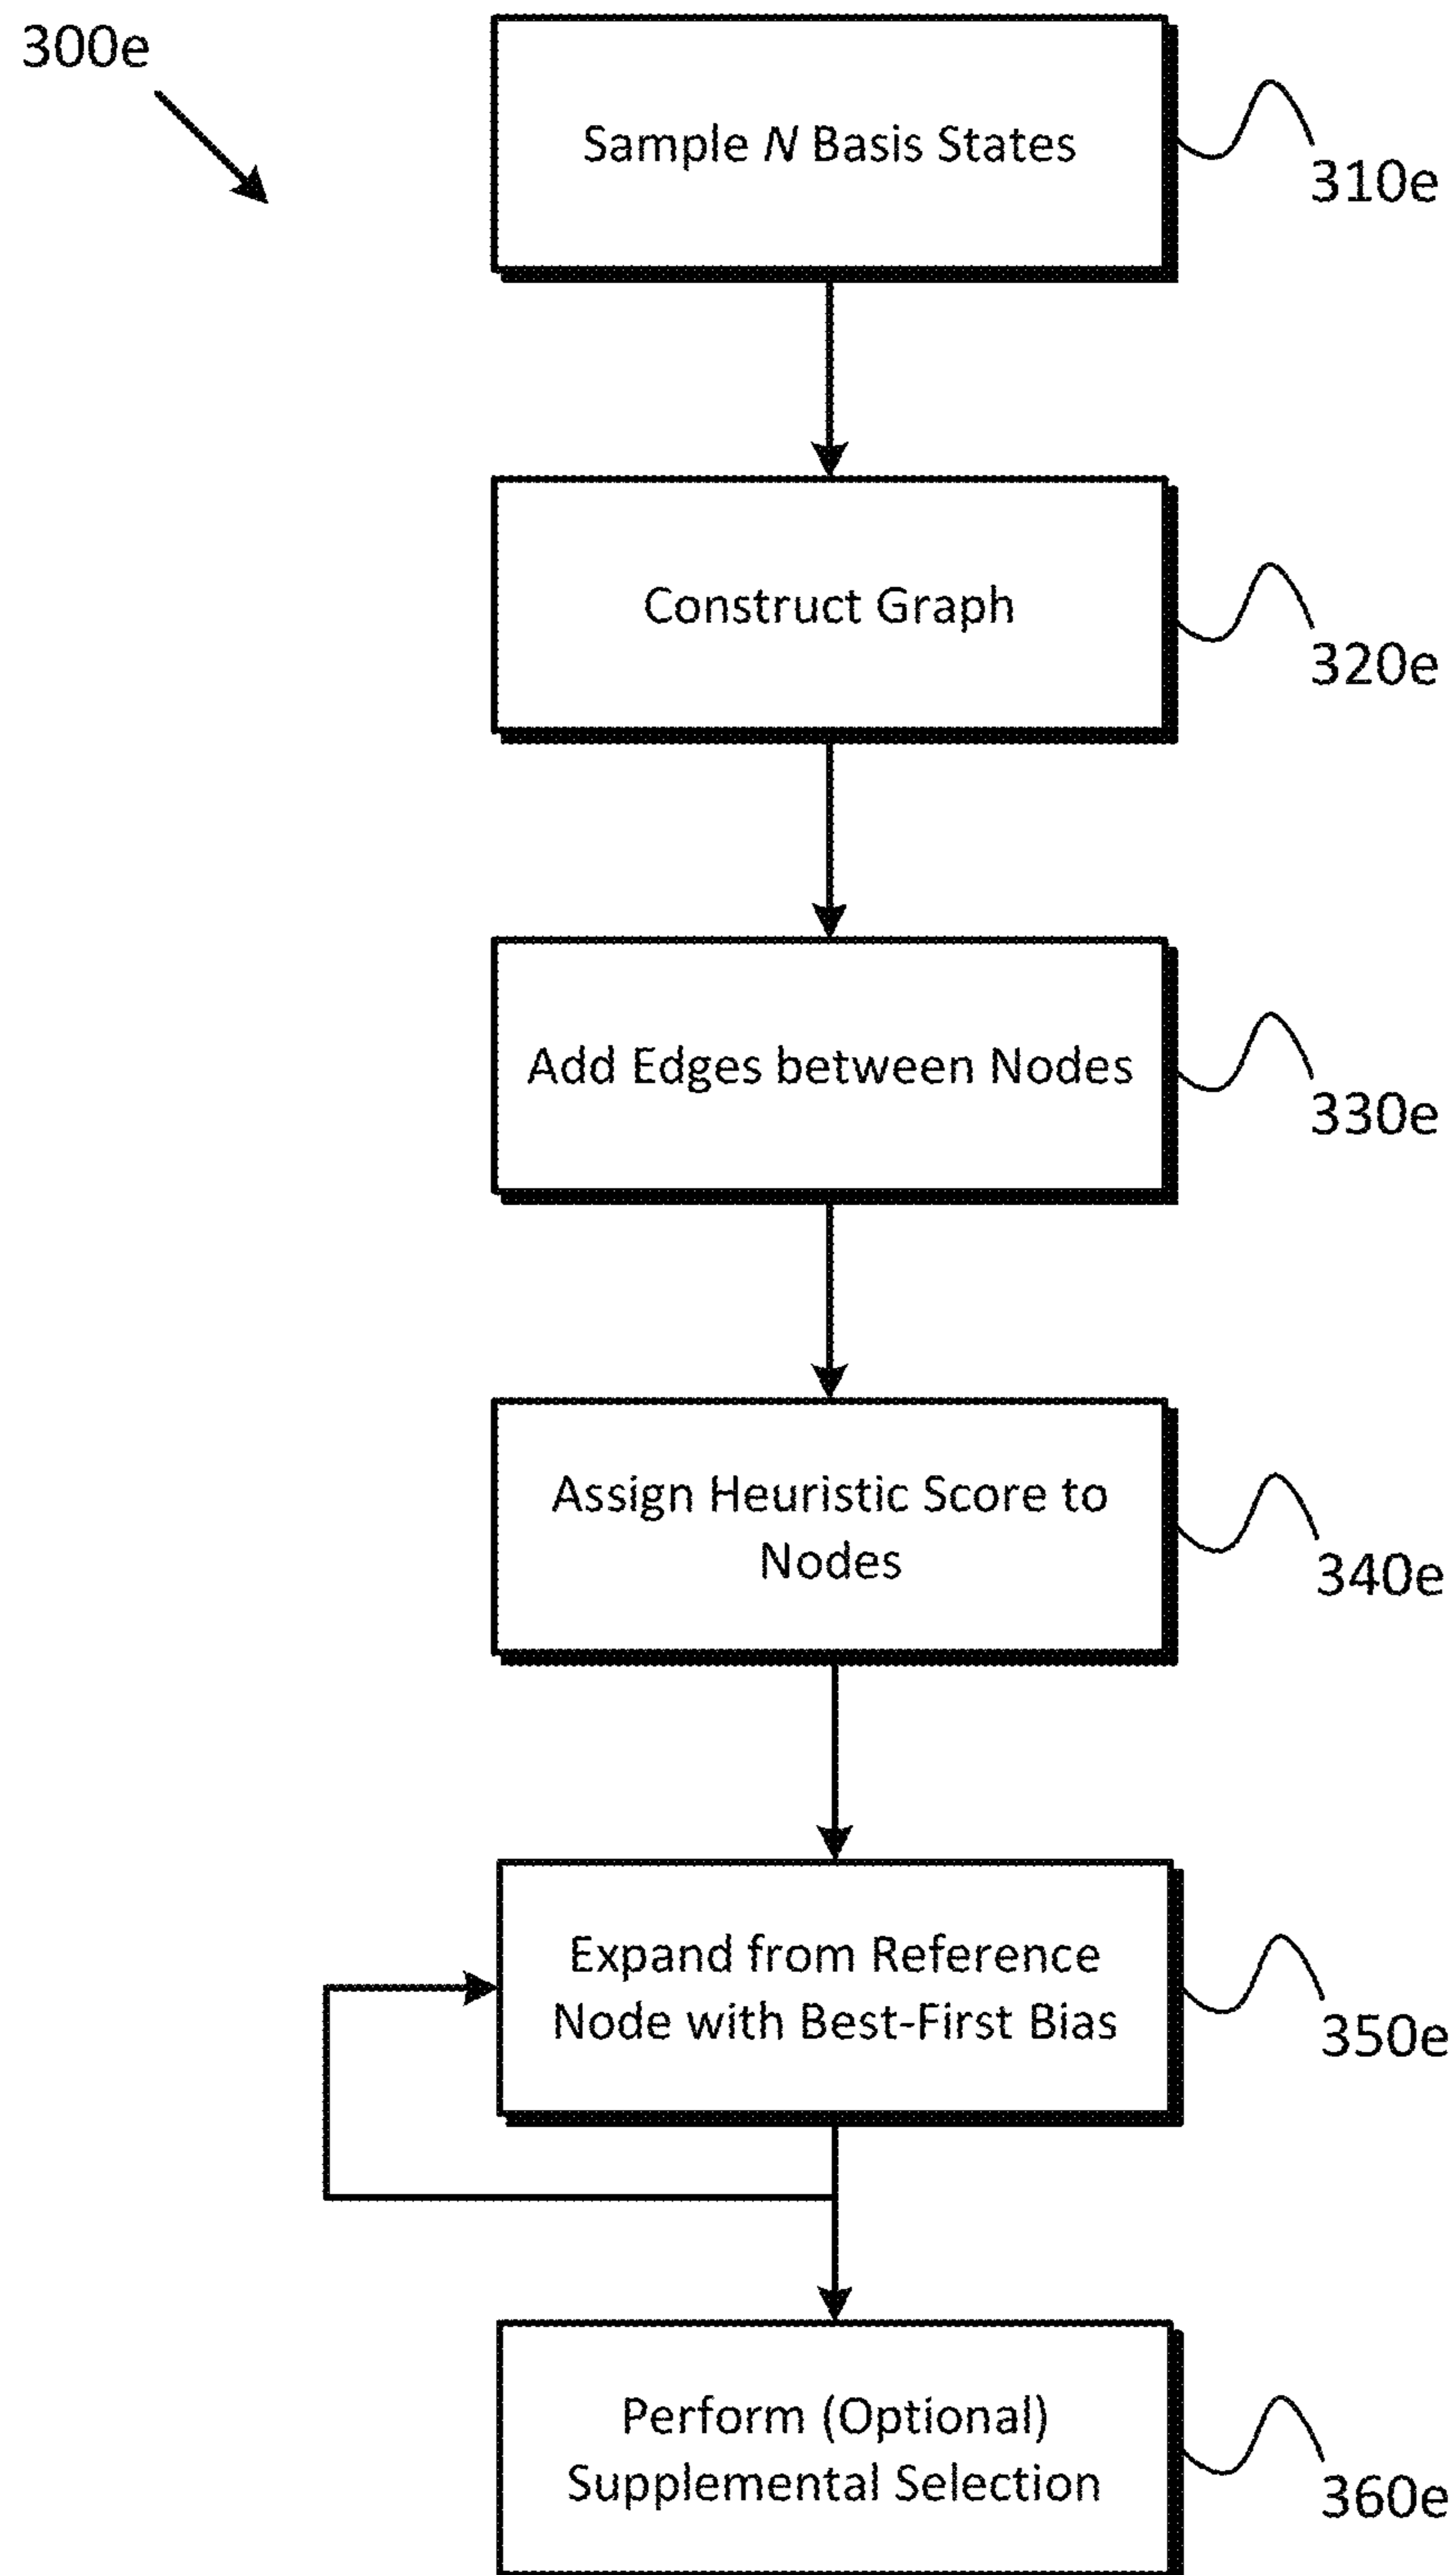 300e
Sample N Basis States
310e
Construct Graph
320e
Add Edges between Nodes
330e
Assign Heuristic Score to
Nodes
340e
Expand from Reference
Node with Best-First Bias
350e
Perform (Optional)
Supplemental Selection
360e